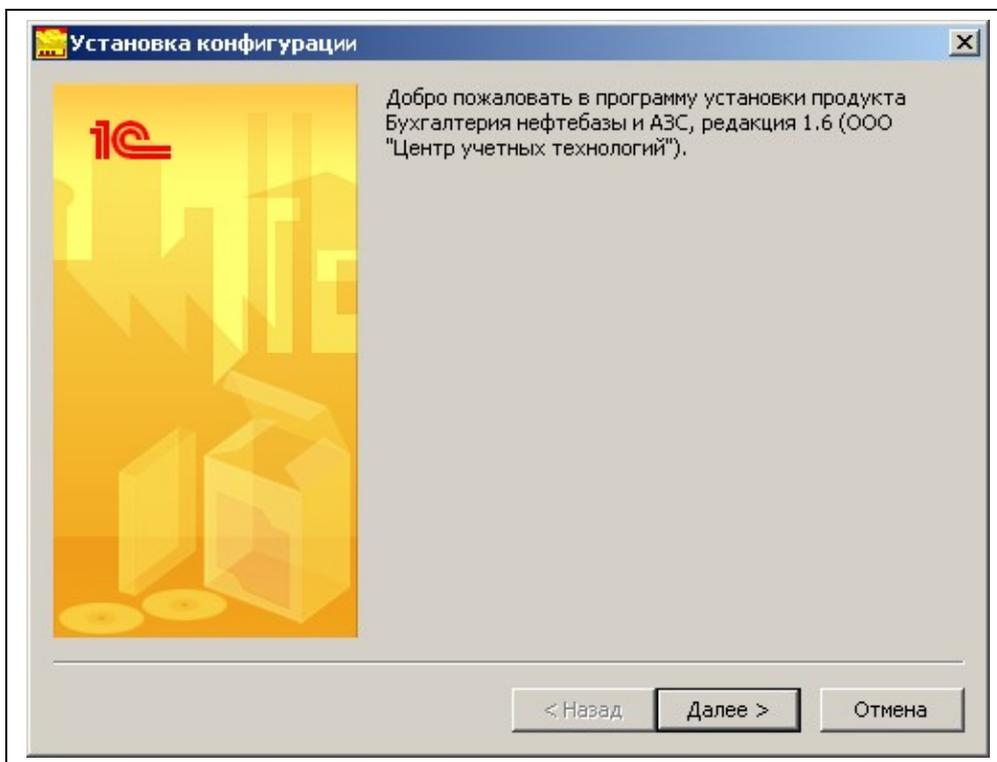 Установка конфигурации
1С
Добро пожаловать в программу установки продукта
Бухгалтерия нефтебазы и АЗС, редакция 1.6 (ООО
"Центр учетных технологий").
< Назад
Далее >
Отмена